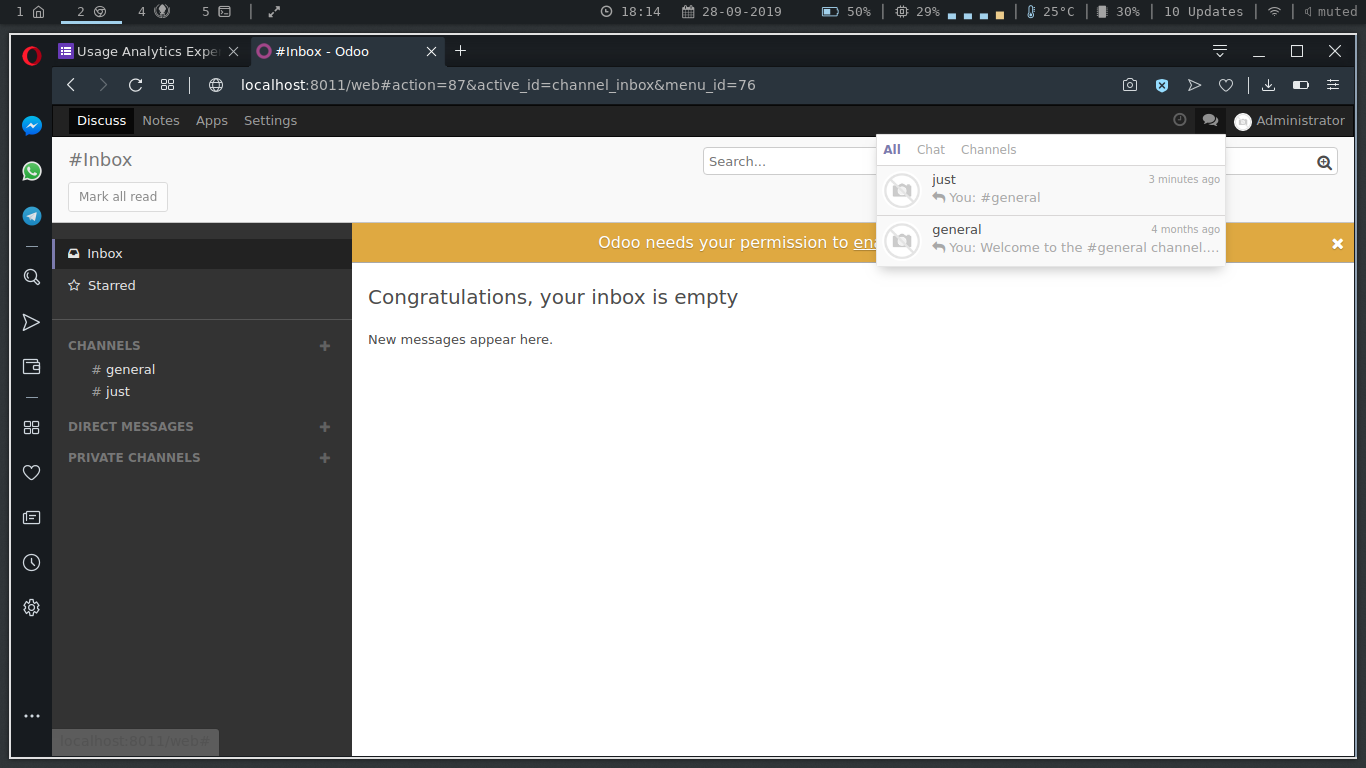 1 2 4 5 18:14 28-09-2019 50% 29% 25°C 30% 10 Updates muted
Usage Analytics Exper #Inbox - Odoo
localhost:8011/web#action=87&active_id=channel_inbox&menu_id=76
Discuss Notes Apps Settings Administrator
#Inbox
Search...
Mark all read
All Chat Channels
just 3 minutes ago
You: #general
general 4 months ago
You: Welcome to the #general channel....
Odoo needs your permission to
Inbox
Starred
CHANNELS
# general
# just
DIRECT MESSAGES
PRIVATE CHANNELS
Congratulations, your inbox is empty
New messages appear here.
localhost:8011/web#